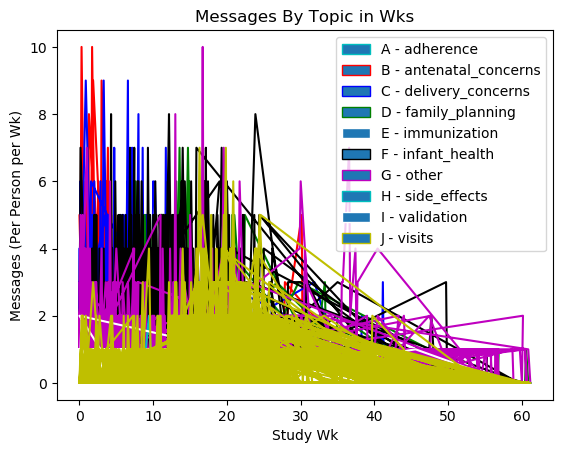 Messages By Topic in Wks
Messages (Per Person per Wk)
10
8
6
4
2
0
A - adherence
B - antenatal_concerns
C - delivery_concerns
D - family_planning
E - immunization
F - infant_health
G - other
H - side_effects
I - validation
J - visits
0 10 20 30 40 50 60
Study Wk